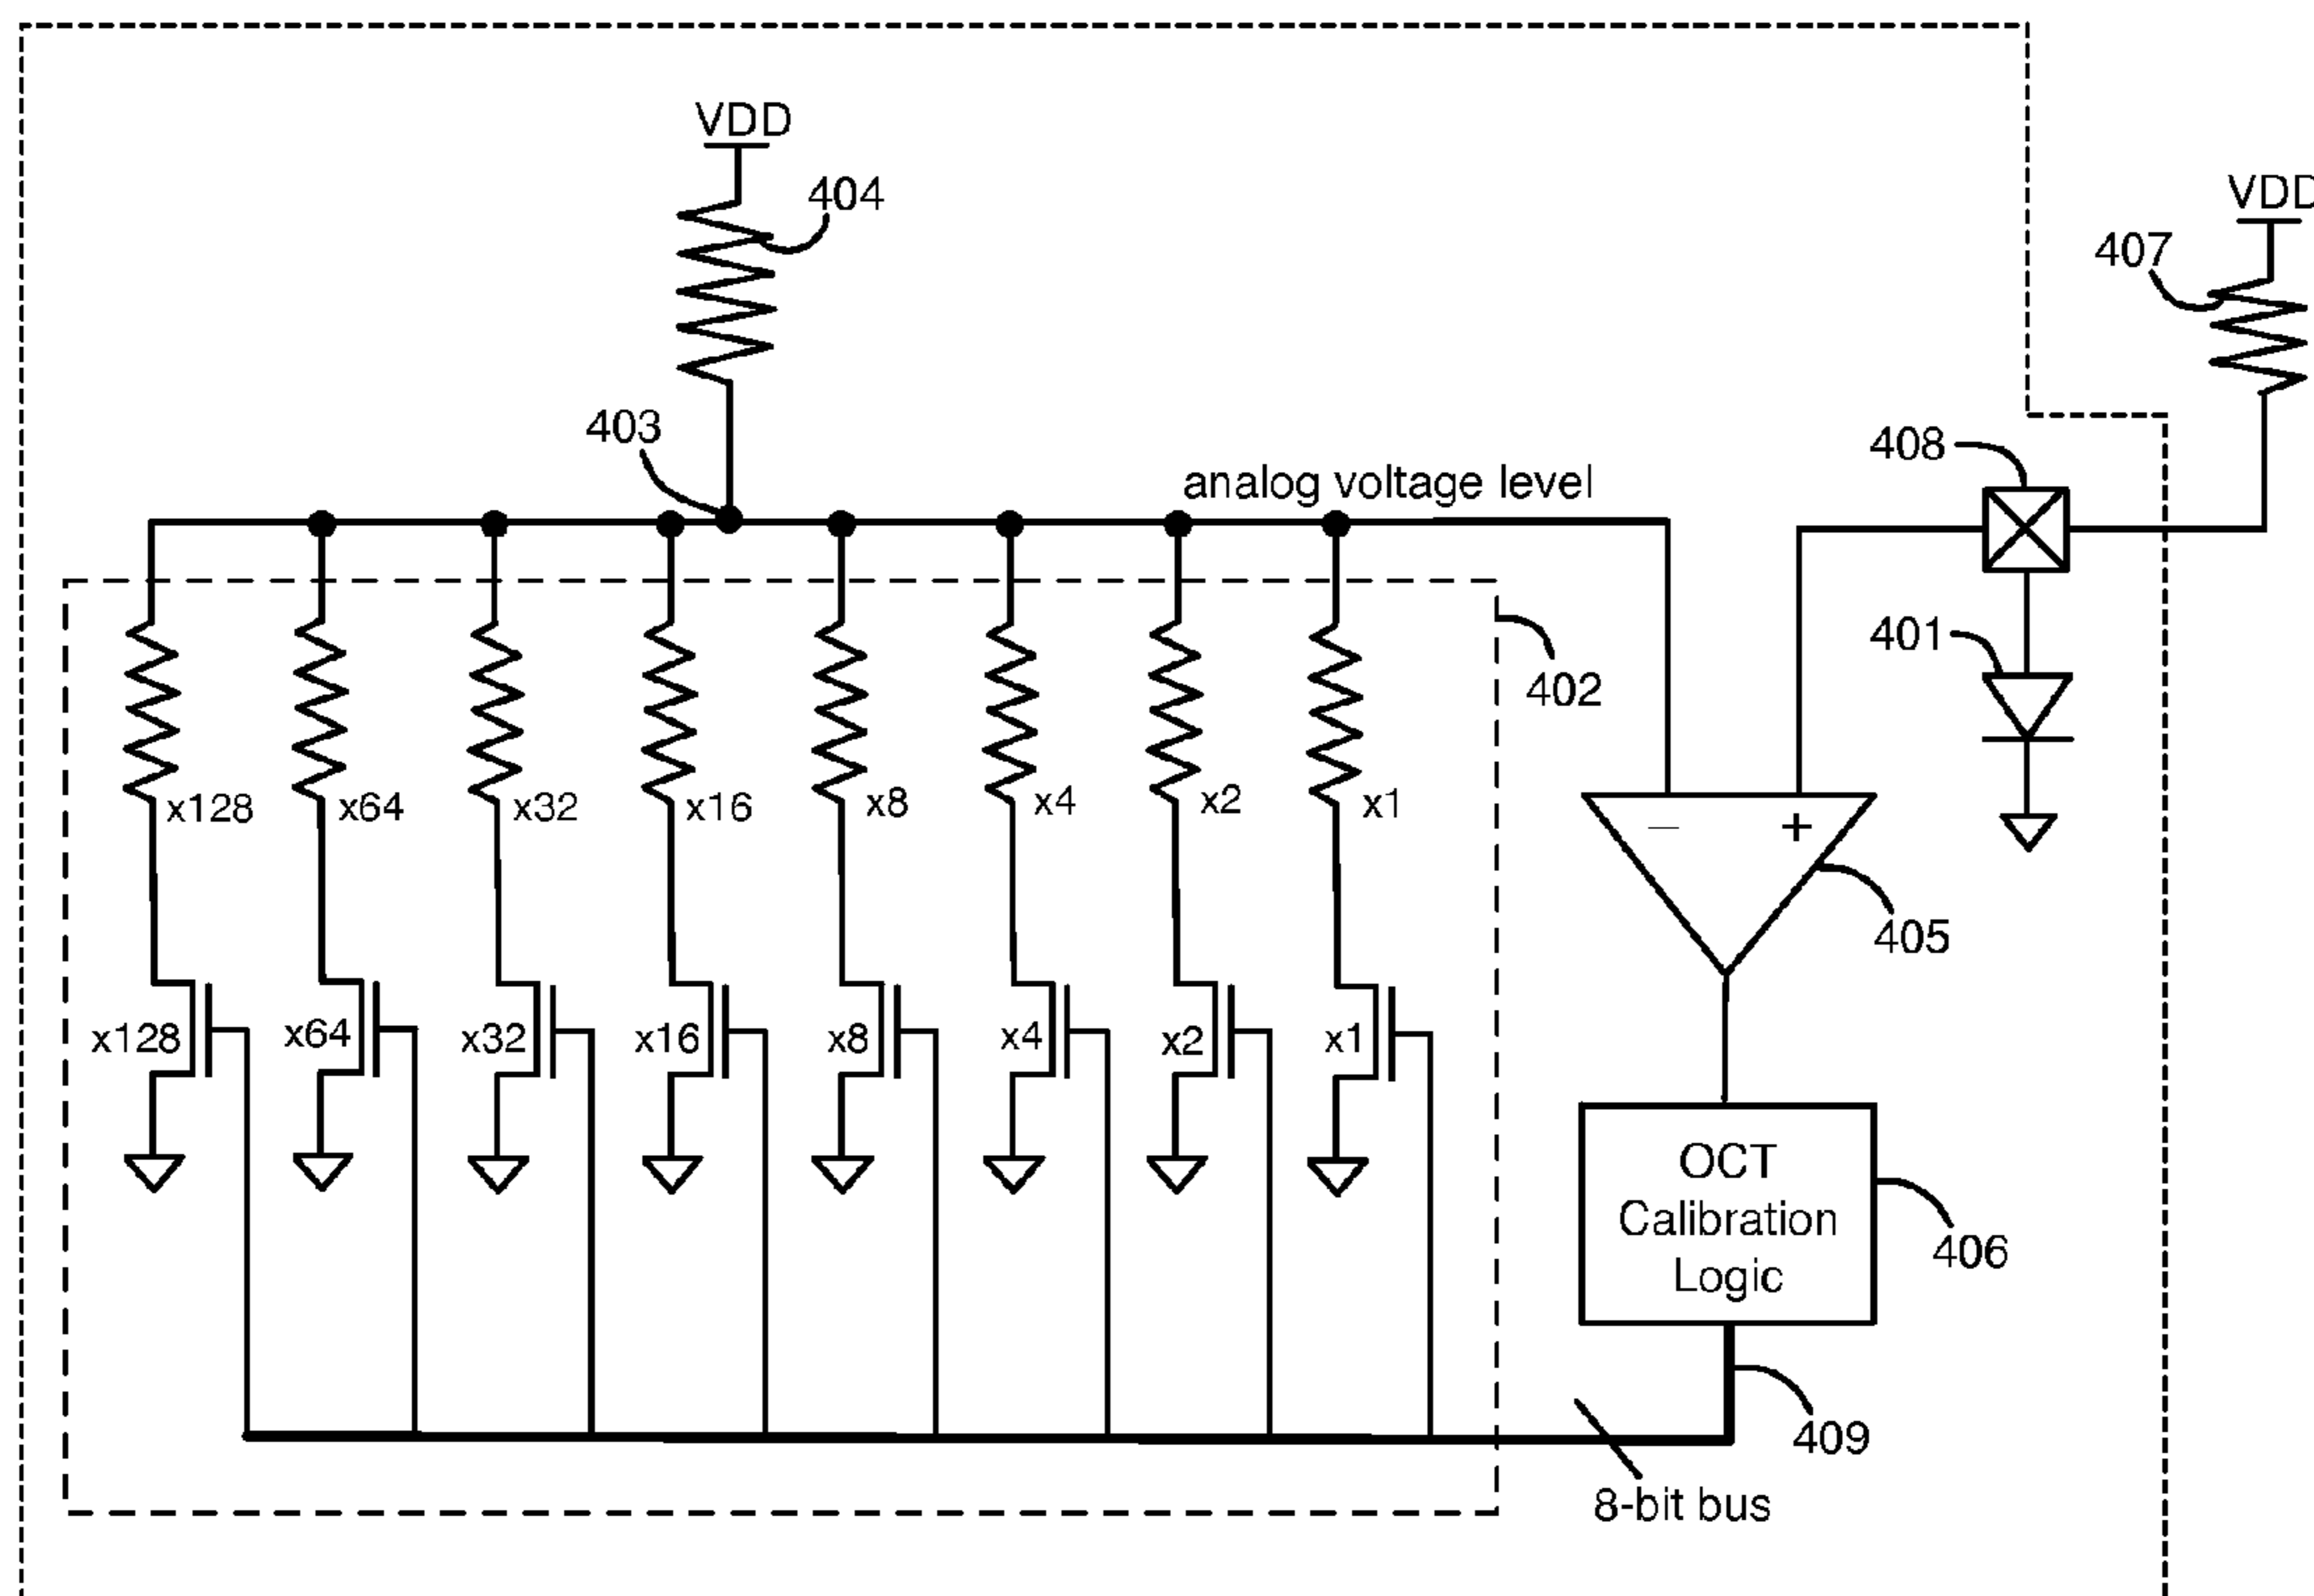 VDD
404
VDD
407
403
analog voltage level
408
401
402
x128
x64
x32
x16
x8
x4
x2
x1
− +
405
x128
x64
x32
x16
x8
x4
x2
x1
OCT
Calibration
Logic
406
409
8-bit bus